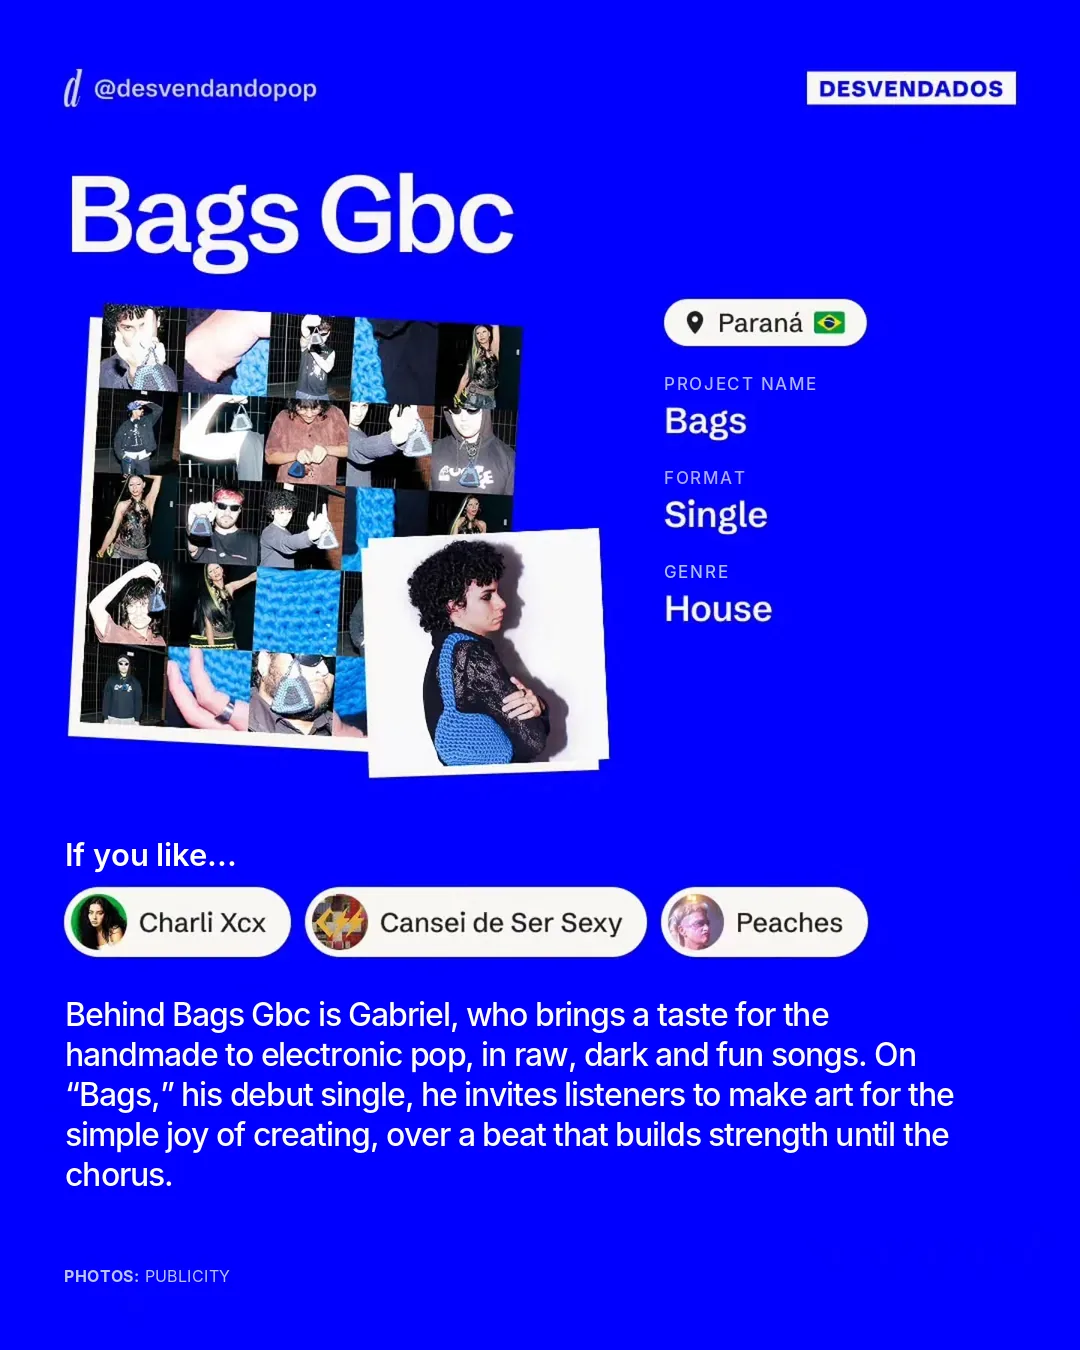 d @desvendandopop
DESVENDADOS
Bags Gbc
Paraná
PROJECT NAME
Bags
FORMAT
Single
GENRE
House
If you like...
Charli Xcx
Cansei de Ser Sexy
Peaches
Behind Bags Gbc is Gabriel, who brings a taste for the
handmade to electronic pop, in raw, dark and fun songs. On
“Bags,” his debut single, he invites listeners to make art for the
simple joy of creating, over a beat that builds strength until the
chorus.
PHOTOS: PUBLICITY